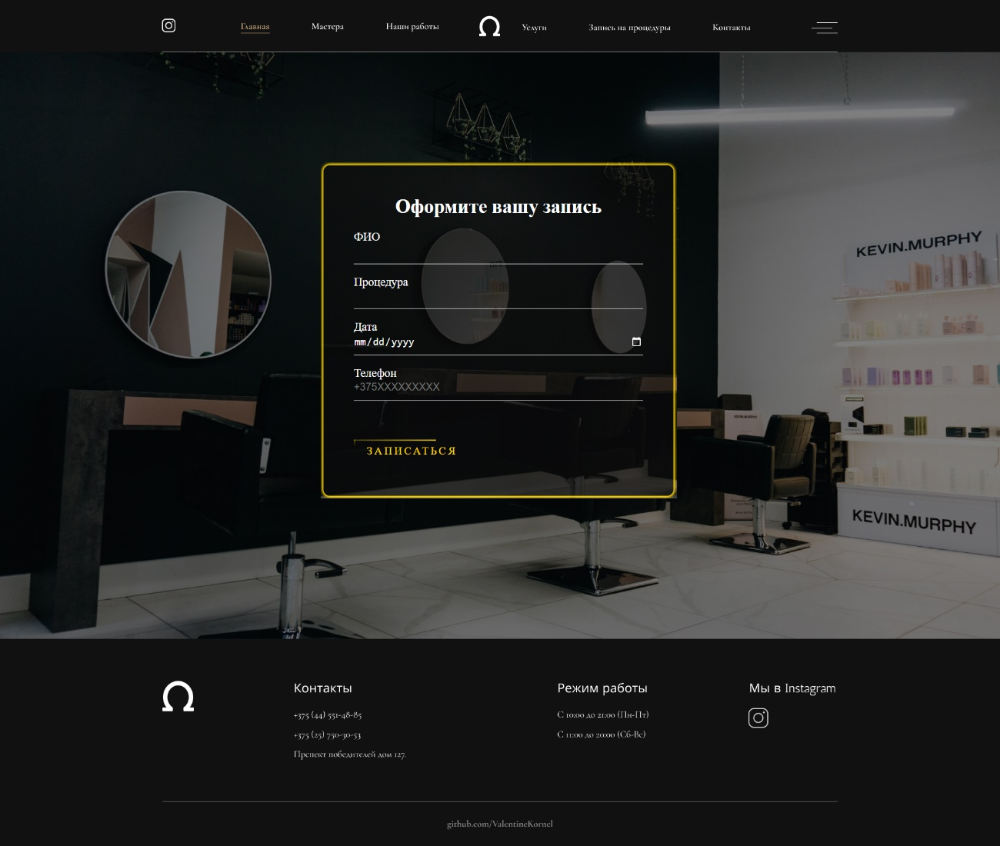 Главная
Мастера
Наши работы
Услуги
Запись на процедуры
Контакты
KEVIN.MURPHY
Оформите вашу запись
ФИО
Процедура
Дата
mm/dd/yyyy
Телефон
+375XXXXXXXXX
ЗАПИСАТЬСЯ
KEVIN.MURPHY
Контакты
+375 (44) 551-48-85
+375 (25) 750-30-53
Прспект победителей дом 127.
Режим работы
С 10:00 до 21:00 (Пн-Пт)
С 11:00 до 20:00 (Сб-Вс)
Мы в Instagram
github.com/ValentineKornel